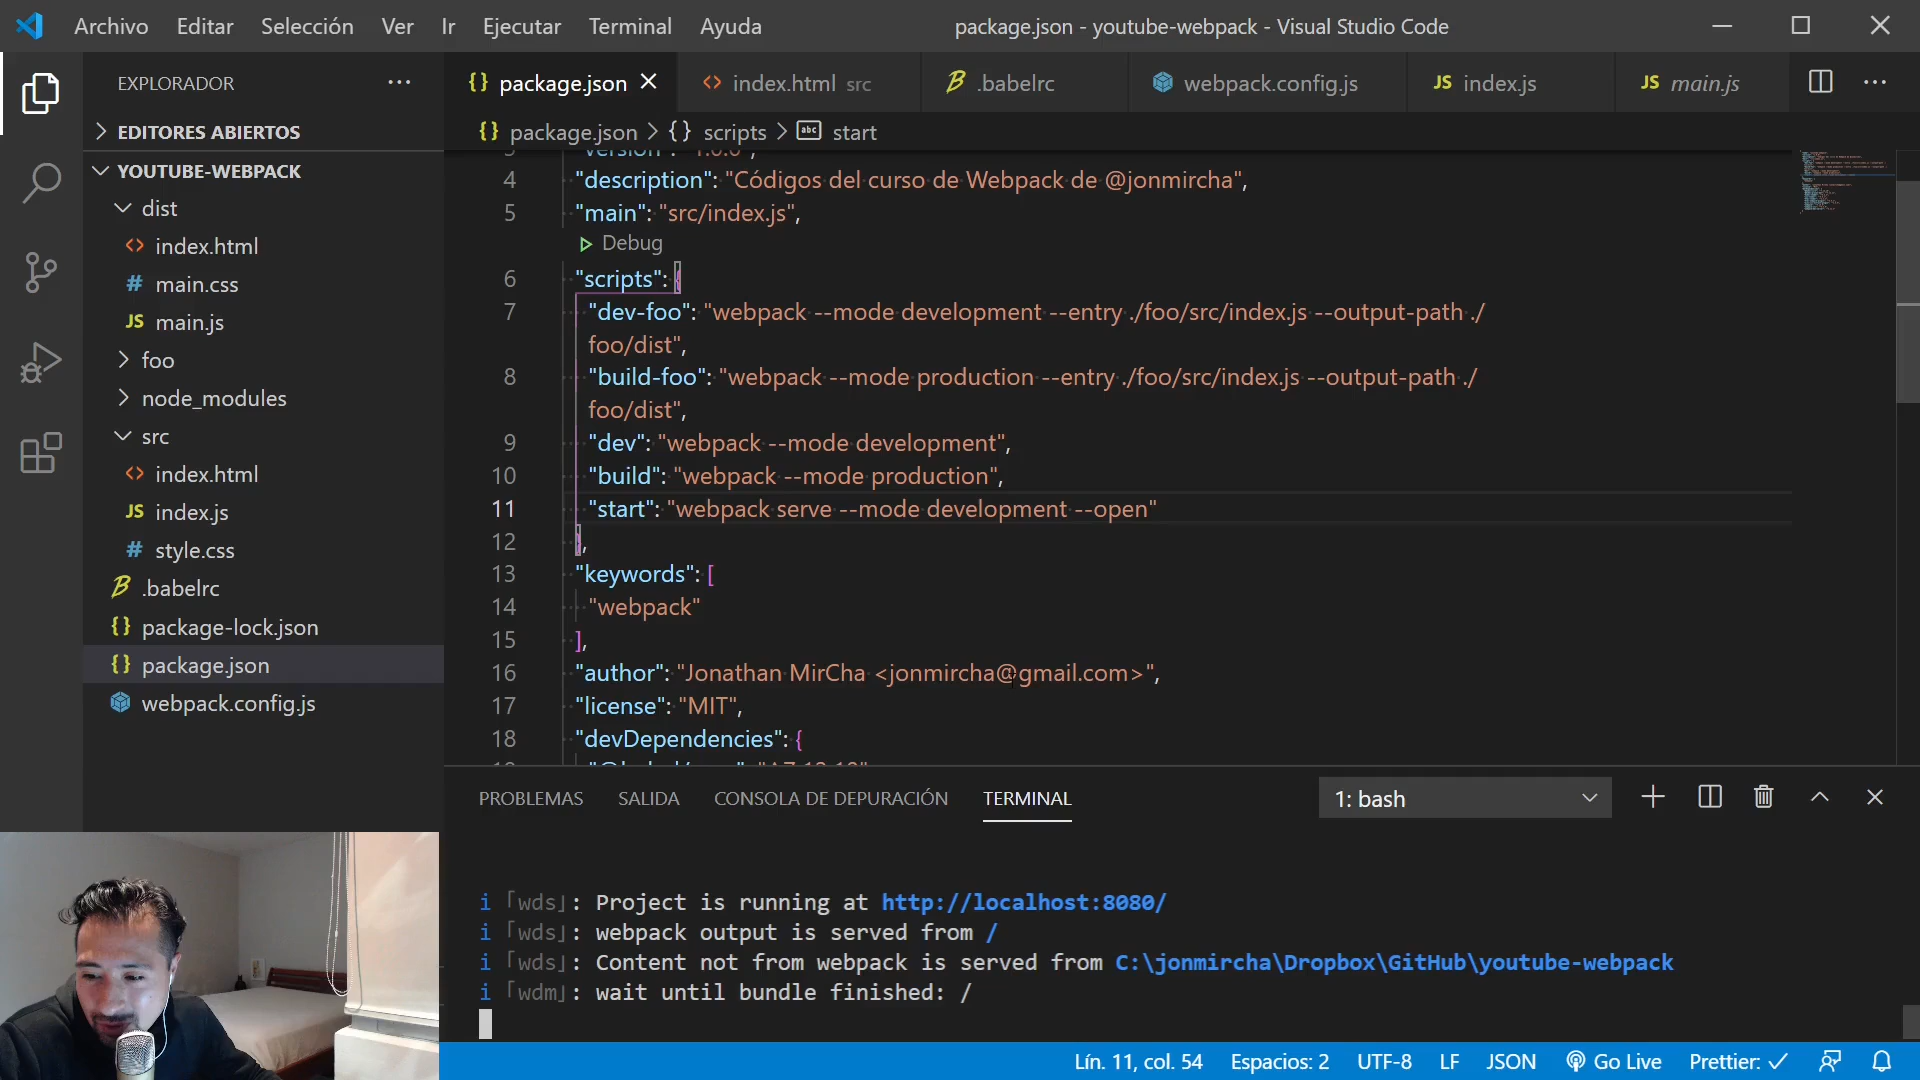 Archivo Editar Selección Ver Ir Ejecutar Terminal Ayuda package.json - youtube-webpack - Visual Studio Code
EXPLORADOR
EDITORES ABIERTOS
YOUTUBE-WEBPACK
dist
index.html
main.css
main.js
foo
node_modules
src
index.html
index.js
style.css
.babelrc
package-lock.json
package.json
webpack.config.js
package.json index.html src .babelrc webpack.config.js JS index.js JS main.js
package.json > {} scripts > abc start
4 "description": "Códigos del curso de Webpack de @jonmircha",
5 "main": "src/index.js",
Debug
6 "scripts": {
7 "dev-foo": "webpack --mode development --entry ./foo/src/index.js --output-path ./
foo/dist",
8 "build-foo": "webpack --mode production --entry ./foo/src/index.js --output-path ./
foo/dist",
9 "dev": "webpack --mode development",
10 "build": "webpack --mode production",
11 "start": "webpack serve --mode development --open"
12 },
13 "keywords": [
14 "webpack"
15 ],
16 "author": "Jonathan MirCha <jonmircha@gmail.com>",
17 "license": "MIT",
18 "devDependencies": {
PROBLEMAS SALIDA CONSOLA DE DEPURACIÓN TERMINAL 1: bash
i ｢wds｣: Project is running at http://localhost:8080/
i ｢wds｣: webpack output is served from /
i ｢wds｣: Content not from webpack is served from C:\jonmircha\Dropbox\GitHub\youtube-webpack
i ｢wdm｣: wait until bundle finished: /
Lín. 11, col. 54 Espacios: 2 UTF-8 LF JSON Go Live Prettier: ✓